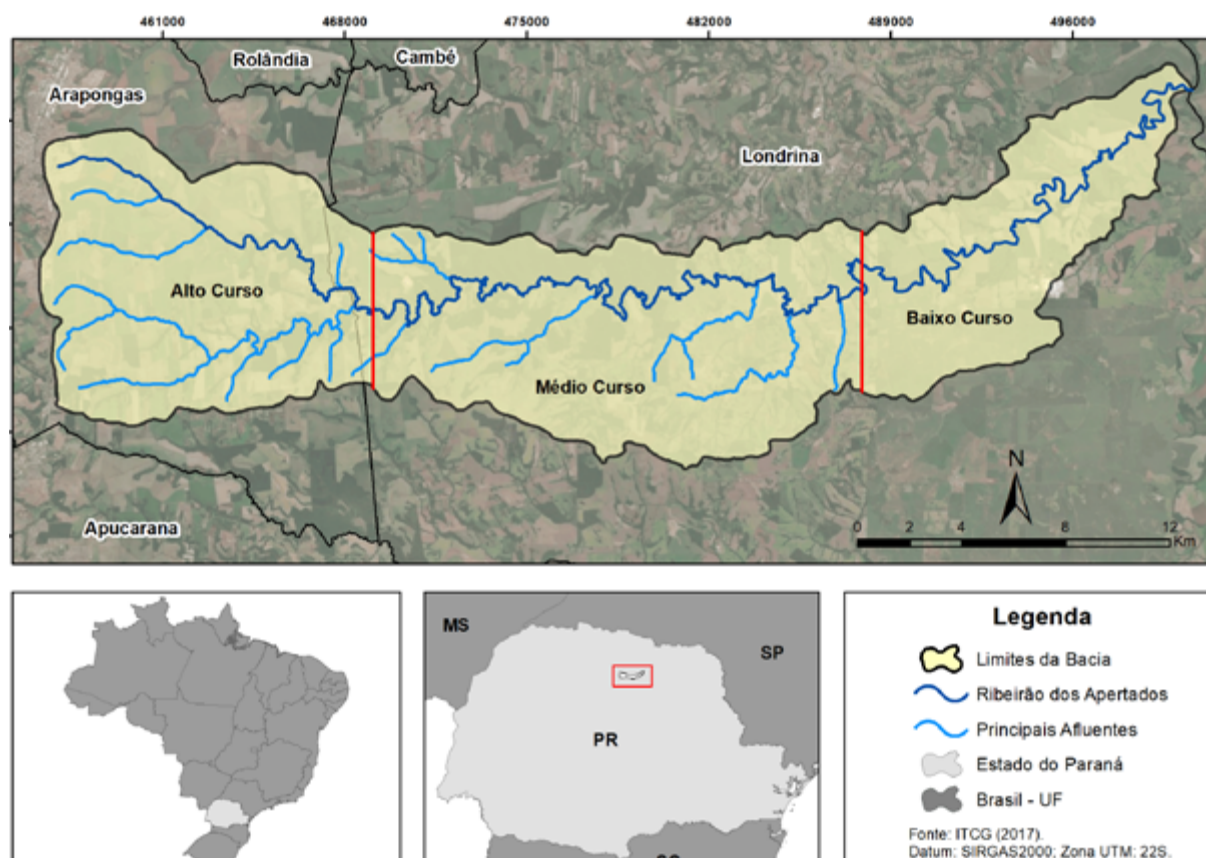 461000 468000 475000 482000 489000 496000
Rolândia Cambé
Arapongas
Londrina
Alto Curso
Baixo Curso
Médio Curso
N
Apucarana
0 2 4 8 12
Km
MS
SP
PR
Legenda
Limites da Bacia
Ribeirão dos Apertados
Principais Afluentes
Estado do Paraná
Brasil - UF
Fonte: ITCG (2017).
Datum: SIRGAS2000; Zona UTM: 22S.